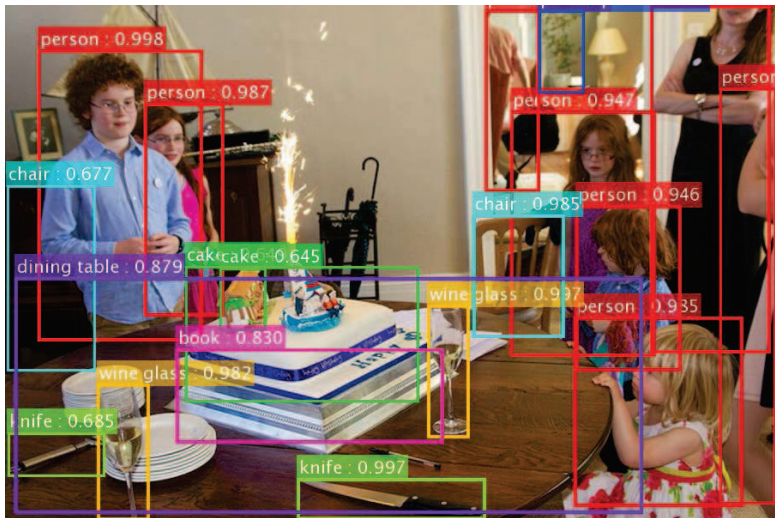 person : 0.998
person : 0.987
person : 0.947
person
chair : 0.677
chair : 0.985
person : 0.946
cake
cake : 0.645
dining table : 0.879
wine glass : 0.997
person : 0.985
book : 0.830
HAPPY
wine glass : 0.982
knife : 0.685
knife : 0.997